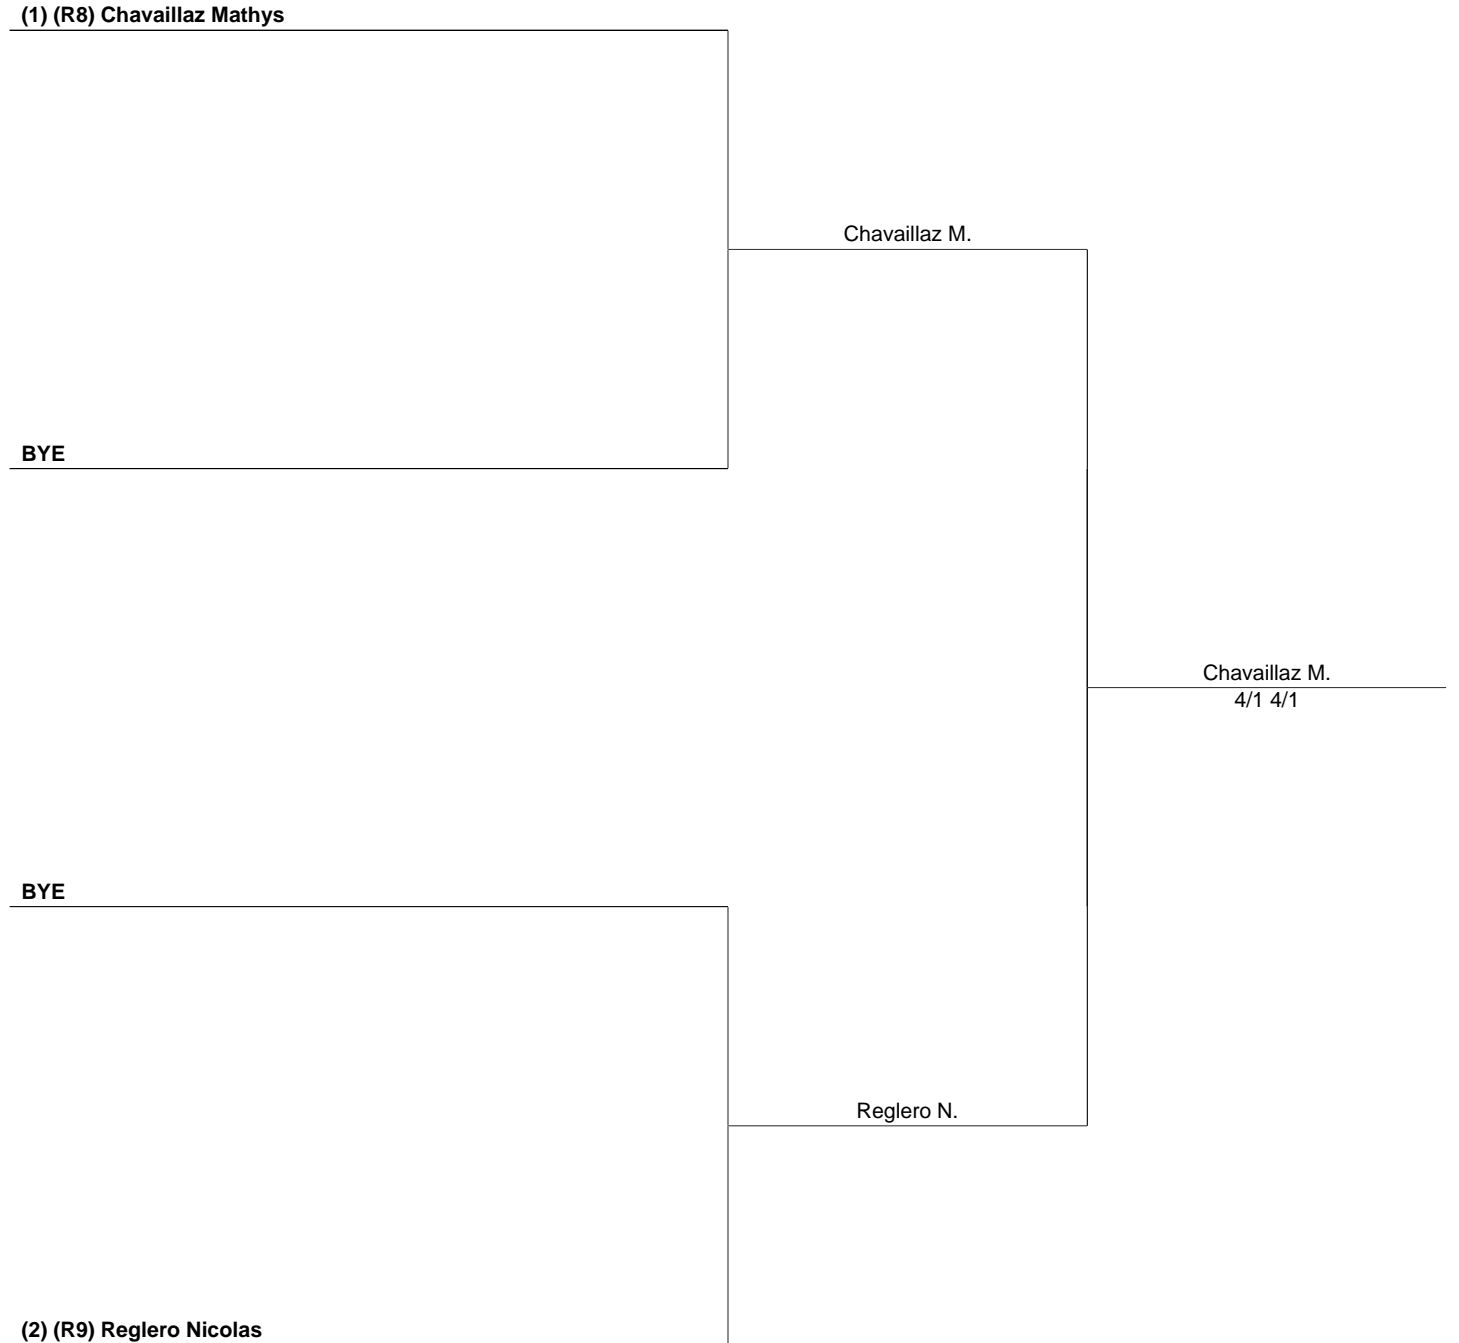 (1) (R8) Chavaillaz Mathys
Chavaillaz M.
BYE
Chavaillaz M.
4/1 4/1
BYE
Reglero N.
(2) (R9) Reglero Nicolas